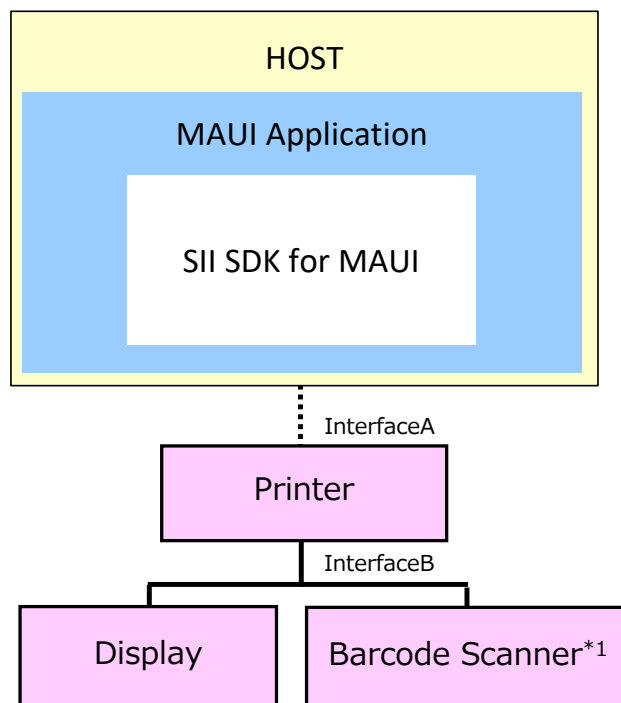 HOST
MAUI Application
SII SDK for MAUI
InterfaceA
Printer
InterfaceB
Display
Barcode Scanner*1